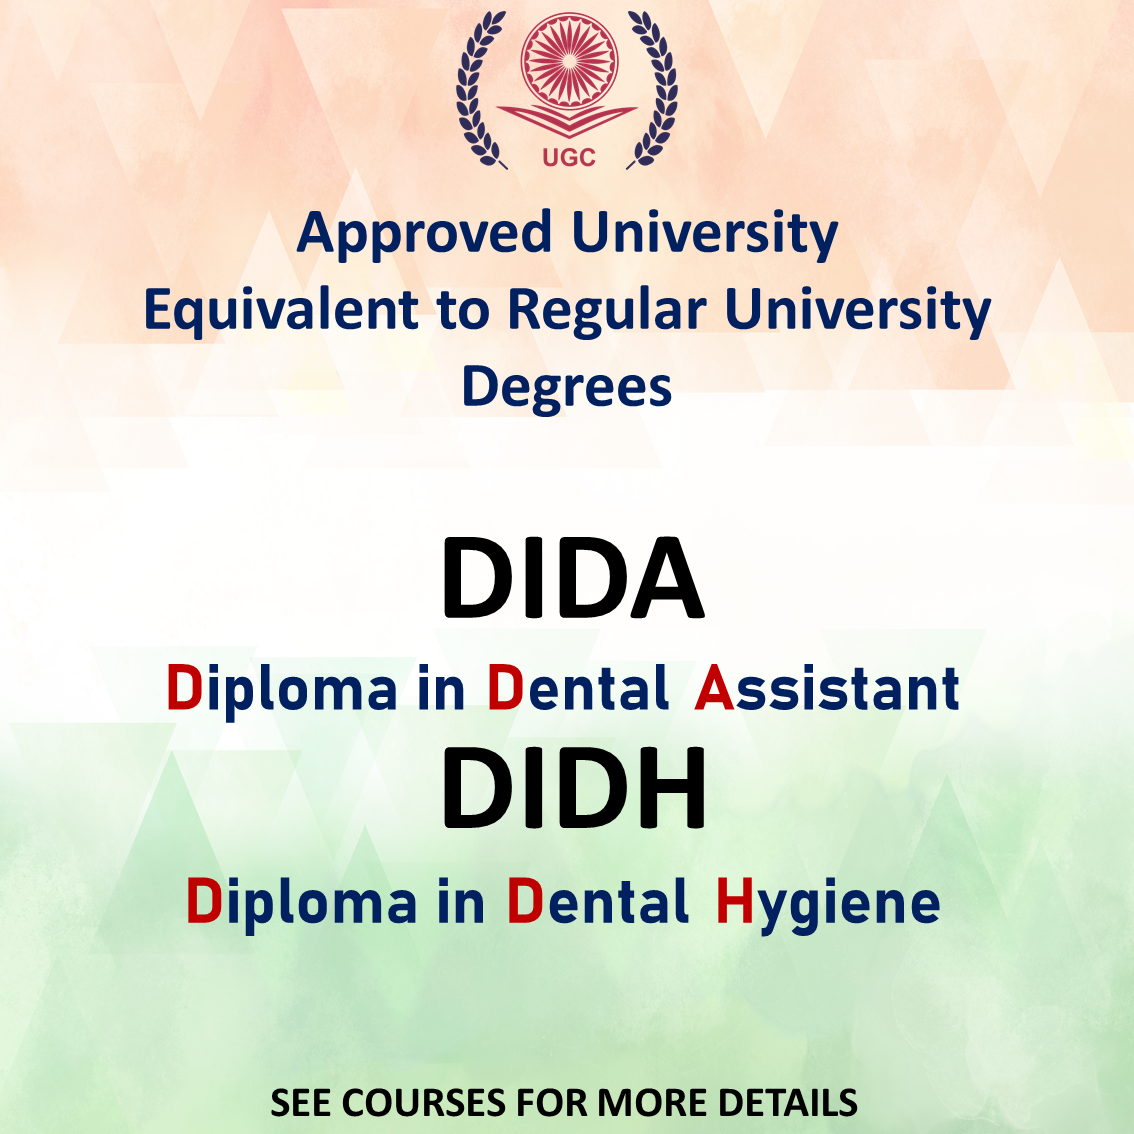 UGC
Approved University
Equivalent to Regular University
Degrees
DIDA
Diploma in Dental Assistant
DIDH
Diploma in Dental Hygiene
SEE COURSES FOR MORE DETAILS